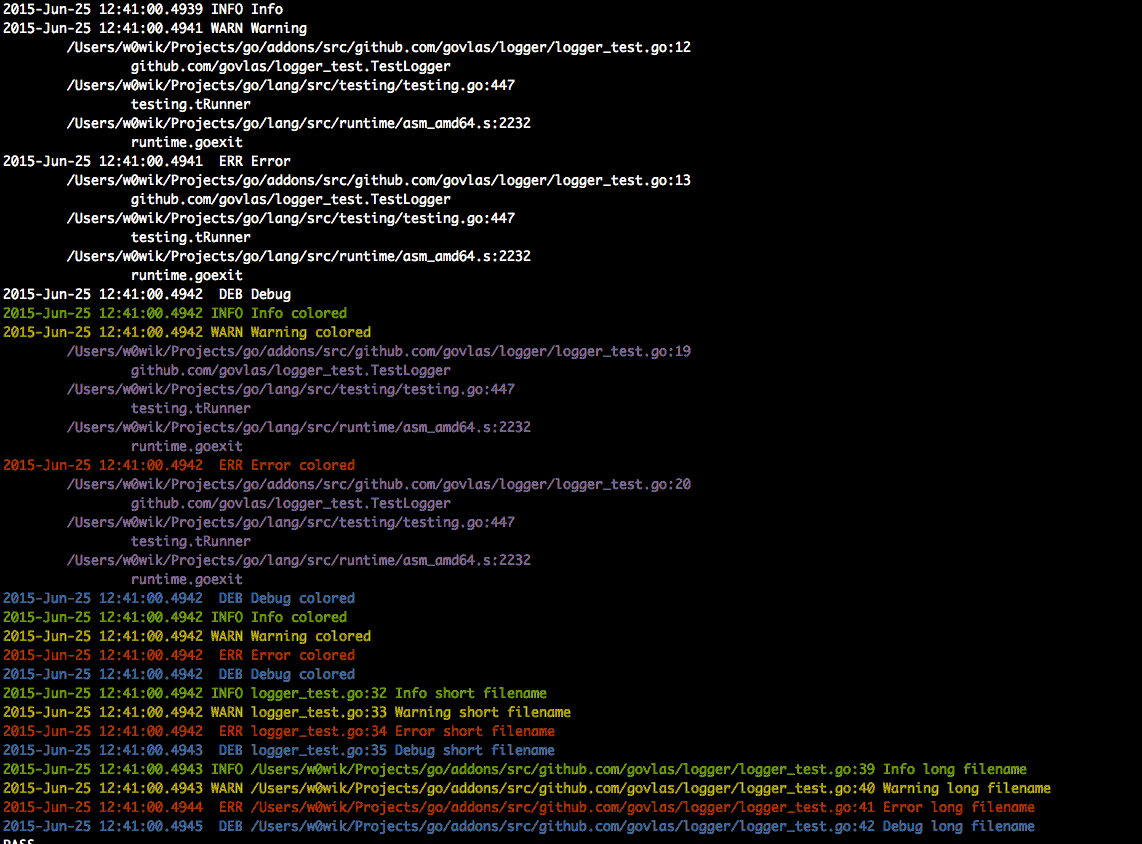 2015-Jun-25 12:41:00.4939 INFO Info
2015-Jun-25 12:41:00.4941 WARN Warning
/Users/w0wik/Projects/go/addons/src/github.com/govlas/logger/logger_test.go:12
github.com/govlas/logger_test.TestLogger
/Users/w0wik/Projects/go/lang/src/testing/testing.go:447
testing.tRunner
/Users/w0wik/Projects/go/lang/src/runtime/asm_amd64.s:2232
runtime.goexit
2015-Jun-25 12:41:00.4941  ERR Error
/Users/w0wik/Projects/go/addons/src/github.com/govlas/logger/logger_test.go:13
github.com/govlas/logger_test.TestLogger
/Users/w0wik/Projects/go/lang/src/testing/testing.go:447
testing.tRunner
/Users/w0wik/Projects/go/lang/src/runtime/asm_amd64.s:2232
runtime.goexit
2015-Jun-25 12:41:00.4942  DEB Debug
2015-Jun-25 12:41:00.4942 INFO Info colored
2015-Jun-25 12:41:00.4942 WARN Warning colored
/Users/w0wik/Projects/go/addons/src/github.com/govlas/logger/logger_test.go:19
github.com/govlas/logger_test.TestLogger
/Users/w0wik/Projects/go/lang/src/testing/testing.go:447
testing.tRunner
/Users/w0wik/Projects/go/lang/src/runtime/asm_amd64.s:2232
runtime.goexit
2015-Jun-25 12:41:00.4942  ERR Error colored
/Users/w0wik/Projects/go/addons/src/github.com/govlas/logger/logger_test.go:20
github.com/govlas/logger_test.TestLogger
/Users/w0wik/Projects/go/lang/src/testing/testing.go:447
testing.tRunner
/Users/w0wik/Projects/go/lang/src/runtime/asm_amd64.s:2232
runtime.goexit
2015-Jun-25 12:41:00.4942  DEB Debug colored
2015-Jun-25 12:41:00.4942 INFO Info colored
2015-Jun-25 12:41:00.4942 WARN Warning colored
2015-Jun-25 12:41:00.4942  ERR Error colored
2015-Jun-25 12:41:00.4942  DEB Debug colored
2015-Jun-25 12:41:00.4942 INFO logger_test.go:32 Info short filename
2015-Jun-25 12:41:00.4942 WARN logger_test.go:33 Warning short filename
2015-Jun-25 12:41:00.4942  ERR logger_test.go:34 Error short filename
2015-Jun-25 12:41:00.4943  DEB logger_test.go:35 Debug short filename
2015-Jun-25 12:41:00.4943 INFO /Users/w0wik/Projects/go/addons/src/github.com/govlas/logger/logger_test.go:39 Info long filename
2015-Jun-25 12:41:00.4943 WARN /Users/w0wik/Projects/go/addons/src/github.com/govlas/logger/logger_test.go:40 Warning long filename
2015-Jun-25 12:41:00.4944  ERR /Users/w0wik/Projects/go/addons/src/github.com/govlas/logger/logger_test.go:41 Error long filename
2015-Jun-25 12:41:00.4945  DEB /Users/w0wik/Projects/go/addons/src/github.com/govlas/logger/logger_test.go:42 Debug long filename
PASS